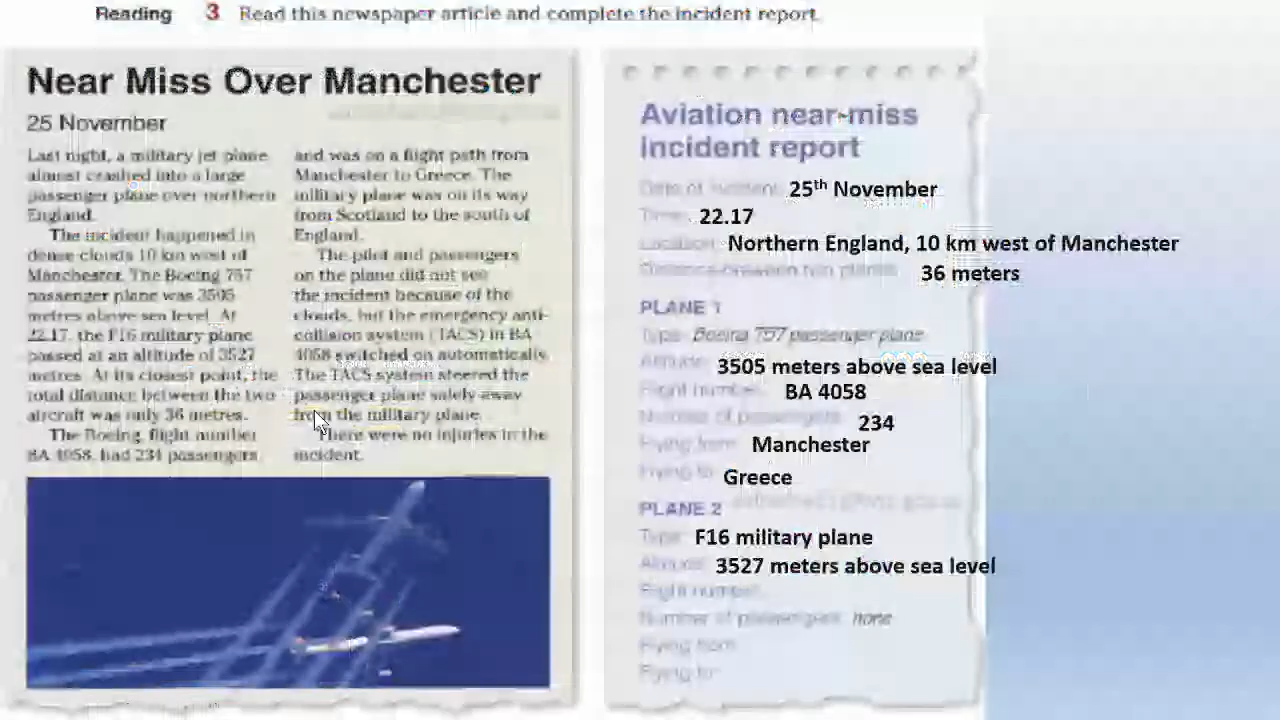 Reading 3 Read this newspaper article and complete the incident report.
Near Miss Over Manchester
25 November
Last night, a military jet plane
almost crashed into a large
passenger plane over northern
England.
The incident happened in
dense clouds 10 km west of
Manchester. The Boeing 757
passenger plane was 3505
metres above sea level. At
22.17, the F16 military plane
passed at an altitude of 3527
metres. At its closest point, the
total distance between the two
aircraft was only 36 metres.
The Boeing, flight number
BA 4058, had 234 passengers
and was on a flight path from
Manchester to Greece. The
military plane was on its way
from Scotland to the south of
England.
The pilot and passengers
on the plane did not see
the incident because of the
clouds, but the emergency anti-
collision system (TACS) in BA
4058 switched on automatically.
The TACS system steered the
passenger plane safely away
from the military plane.
There were no injuries in the
incident.
Aviation near-miss
incident report
Date of incident: 25th November
Time: 22.17
Location: Northern England, 10 km west of Manchester
Distance between two planes: 36 meters
PLANE 1
Type: Boeing 757 passenger plane
Altitude: 3505 meters above sea level
Flight number: BA 4058
Number of passengers: 234
Flying from: Manchester
Flying to: Greece
PLANE 2
Type: F16 military plane
Altitude: 3527 meters above sea level
Flight number:
Number of passengers: none
Flying from:
Flying to: